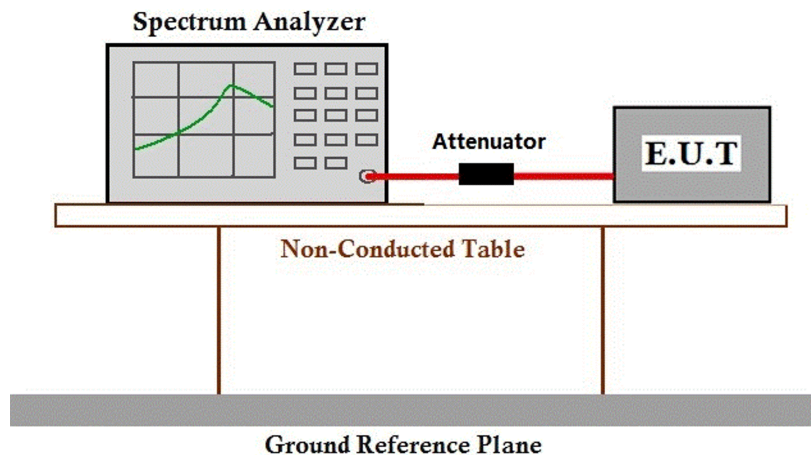 Spectrum Analyzer
Attenuator
E.U.T
Non-Conducted Table
Ground Reference Plane